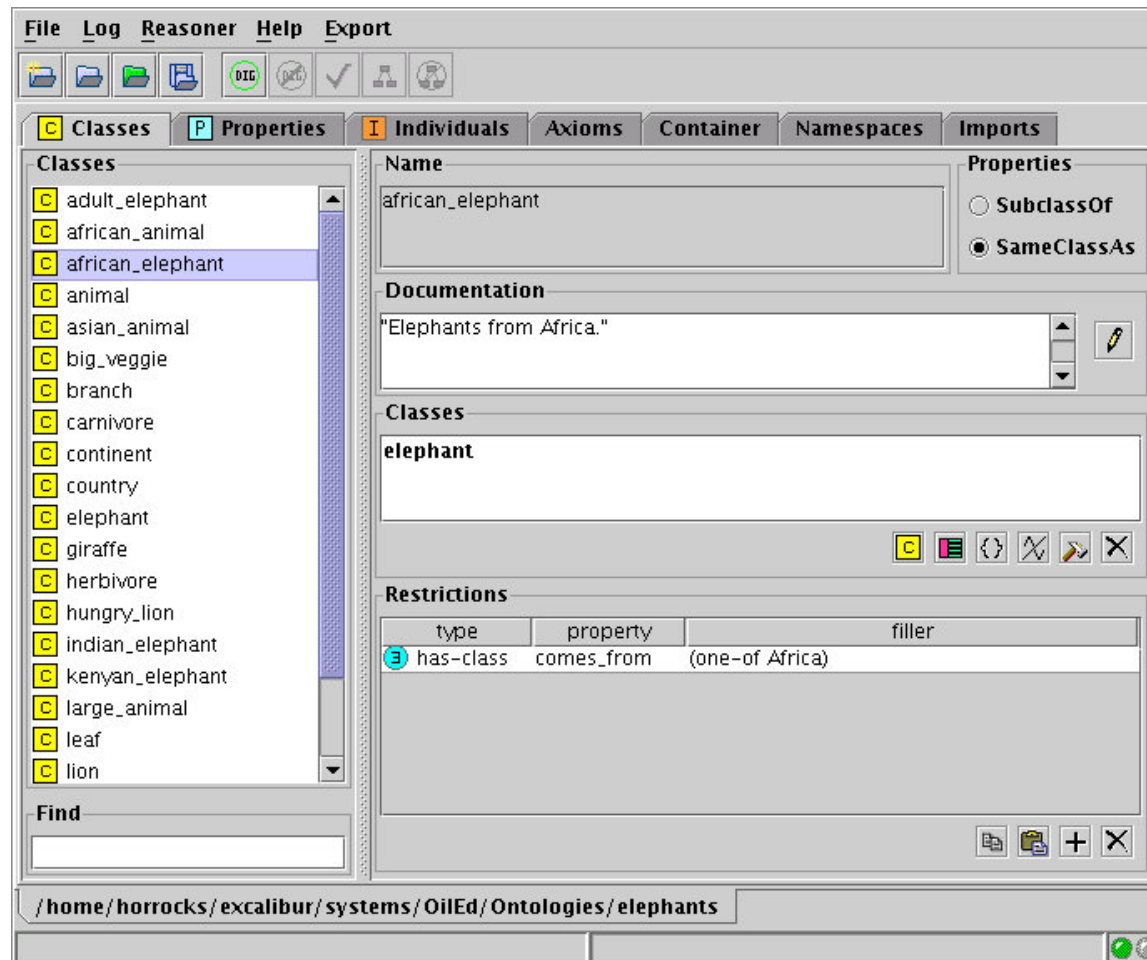 File Log Reasoner Help Export
DIG DIG
C Classes P Properties I Individuals Axioms Container Namespaces Imports
Classes
C adult_elephant
C african_animal
C african_elephant
C animal
C asian_animal
C big_veggie
C branch
C carnivore
C continent
C country
C elephant
C giraffe
C herbivore
C hungry_lion
C indian_elephant
C kenyan_elephant
C large_animal
C leaf
C lion
Find
Name
african_elephant
Properties
SubclassOf
SameClassAs
Documentation
"Elephants from Africa."
Classes
elephant
C {}
Restrictions
type property filler
∃ has-class comes_from (one-of Africa)
/home/horrocks/excalibur/systems/OilEd/Ontologies/elephants